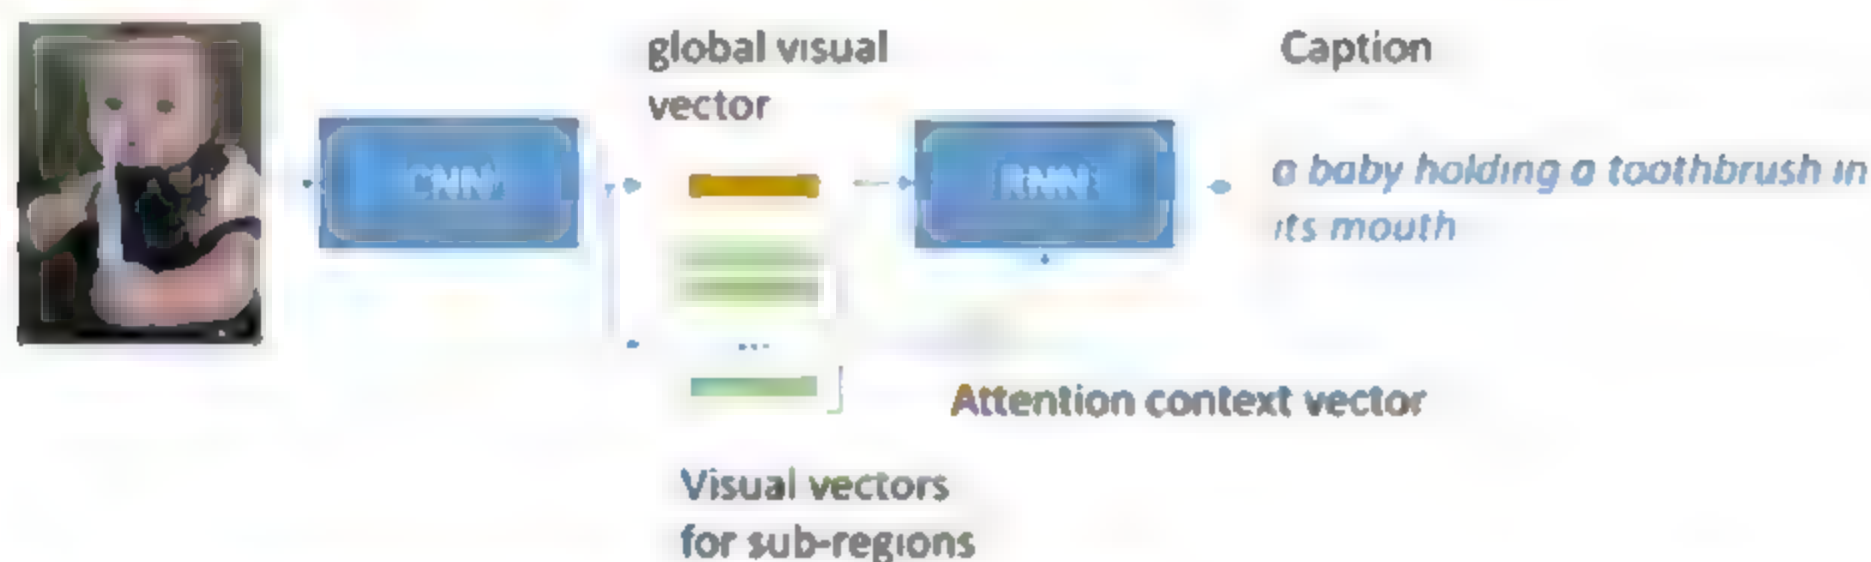 global visual
vector
Caption
CNN
RNN
a baby holding a toothbrush in
its mouth
...
Attention context vector
Visual vectors
for sub-regions